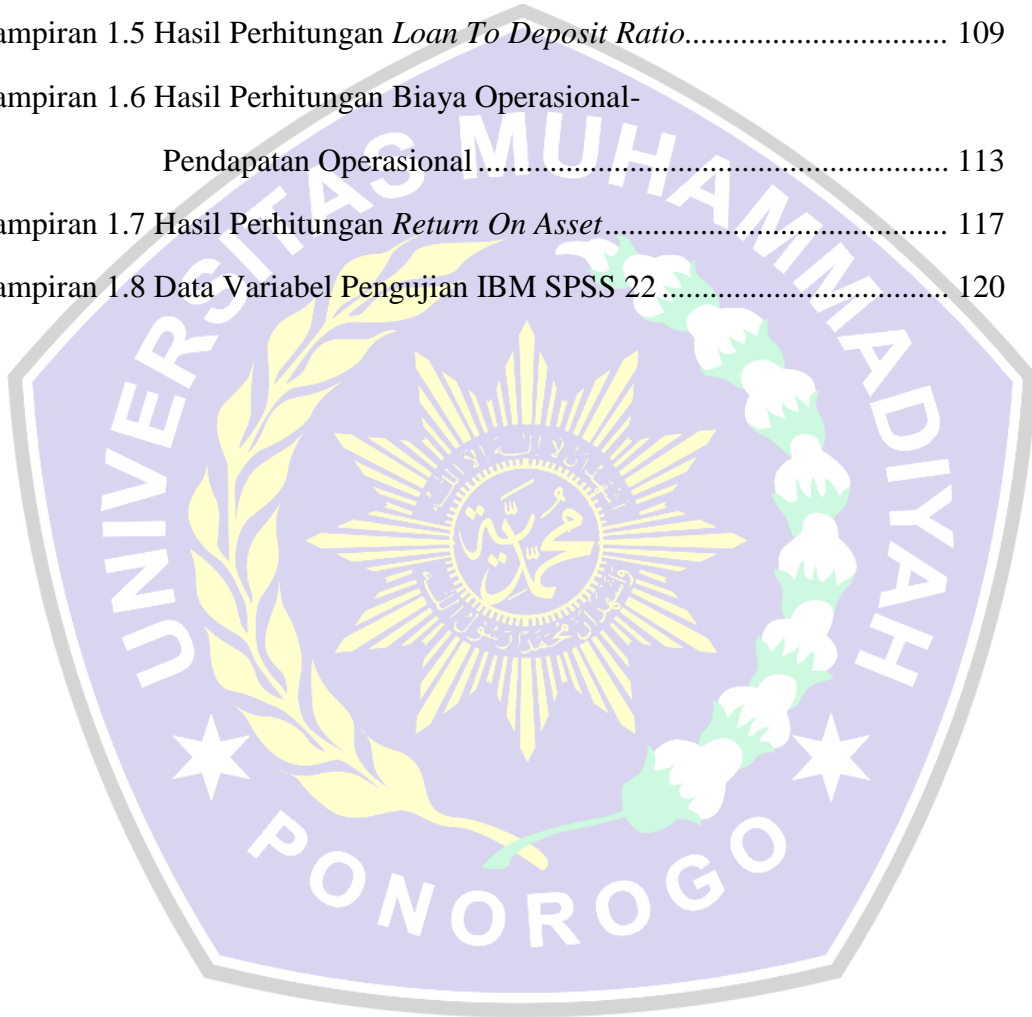 ampiran 1.5 Hasil Perhitungan Loan To Deposit Ratio.............................. 109
ampiran 1.6 Hasil Perhitungan Biaya Operasional-
Pendapatan Operasional ...................................................... 113
ampiran 1.7 Hasil Perhitungan Return On Asset....................................... 117
ampiran 1.8 Data Variabel Pengujian IBM SPSS 22 ................................ 120
UNIVERSITAS MUHAMMADIYAH
PONOROGO
محمدية